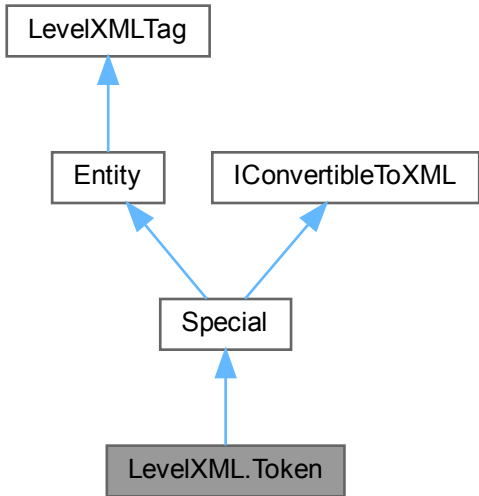 LevelXMLTag
Entity
IConvertibleToXML
Special
LevelXML.Token